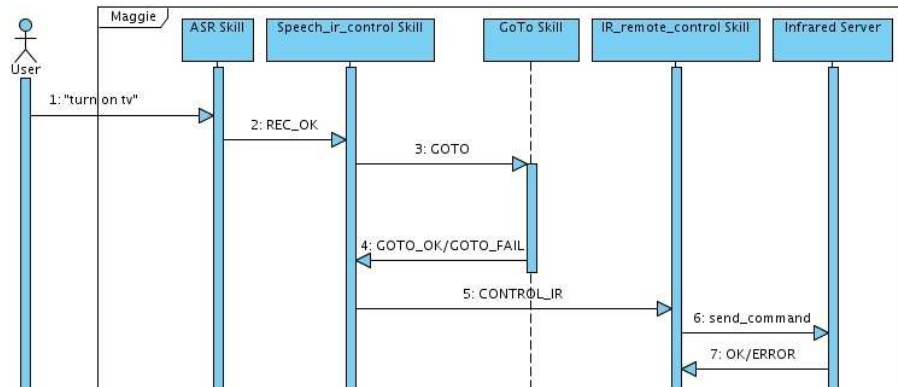 Maggie
User
ASR Skill
Speech_ir_control Skill
GoTo Skill
IR_remote_control Skill
Infrared Server
1: "turn on tv"
2: REC_OK
3: GOTO
4: GOTO_OK/GOTO_FAIL
5: CONTROL_IR
6: send_command
7: OK/ERROR